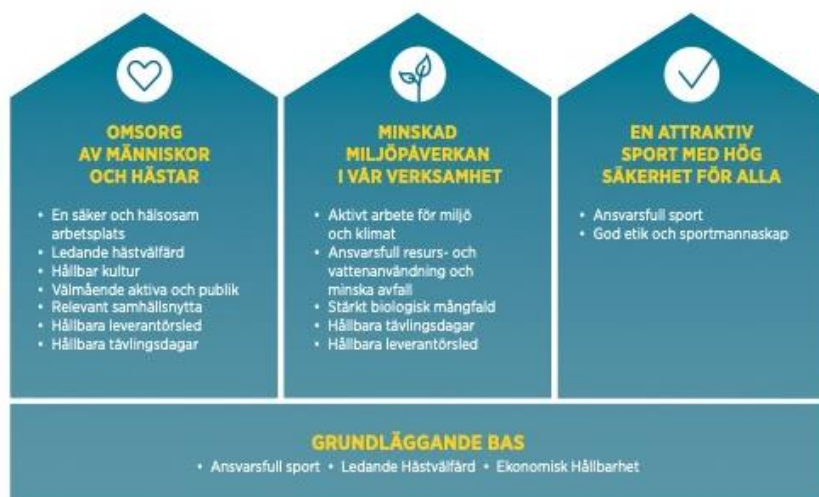 OMSORG
AV MÄNNISKOR
OCH HÄSTAR
• En säker och hälsosam
arbetsplats
• Ledande hästvälfärd
• Hållbar kultur
• Välmående aktiva och publik
• Relevant samhällsnytta
• Hållbara leverantörsled
• Hållbara tävlingsdagar
MINSKAD
MILJÖPÅVERKAN
I VÅR VERKSAMHET
• Aktivt arbete för miljö
och klimat
• Ansvarsfull resurs- och
vattenanvändning och
minska avfall
• Stärkt biologisk mångfald
• Hållbara tävlingsdagar
• Hållbara leverantörsled
EN ATTRAKTIV
SPORT MED HÖG
SÄKERHET FÖR ALLA
• Ansvarsfull sport
• God etik och sportmannaskap
GRUNDLÄGGANDE BAS
• Ansvarsfull sport • Ledande Hästvälfärd • Ekonomisk Hållbarhet